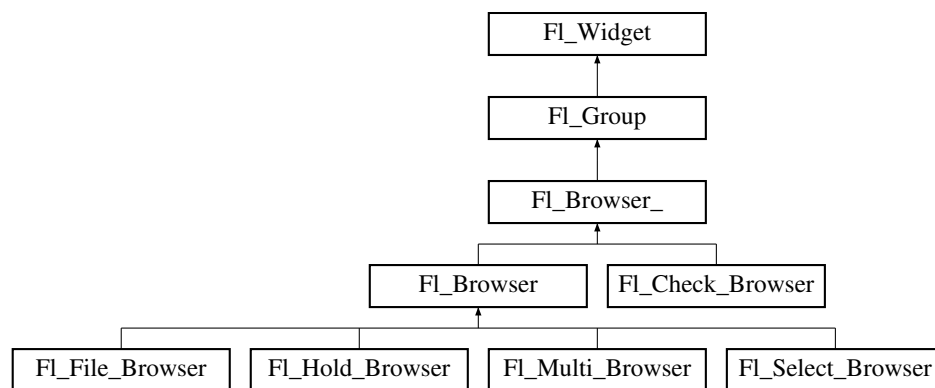 Fl_Widget
Fl_Group
Fl_Browser_
Fl_Browser
Fl_Check_Browser
Fl_File_Browser
Fl_Hold_Browser
Fl_Multi_Browser
Fl_Select_Browser